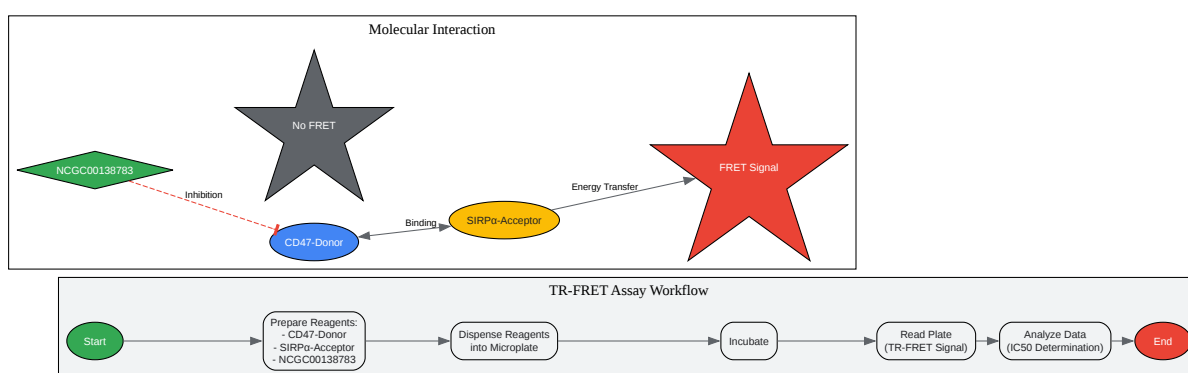 Molecular Interaction
No FRET
FRET Signal
NCGC00138783
Inhibition
Energy Transfer
Binding
SIRPα-Acceptor
CD47-Donor
TR-FRET Assay Workflow
Start
Prepare Reagents:
- CD47-Donor
- SIRPα-Acceptor
- NCGC00138783
Dispense Reagents
into Microplate
Incubate
Read Plate
(TR-FRET Signal)
Analyze Data
(IC50 Determination)
End